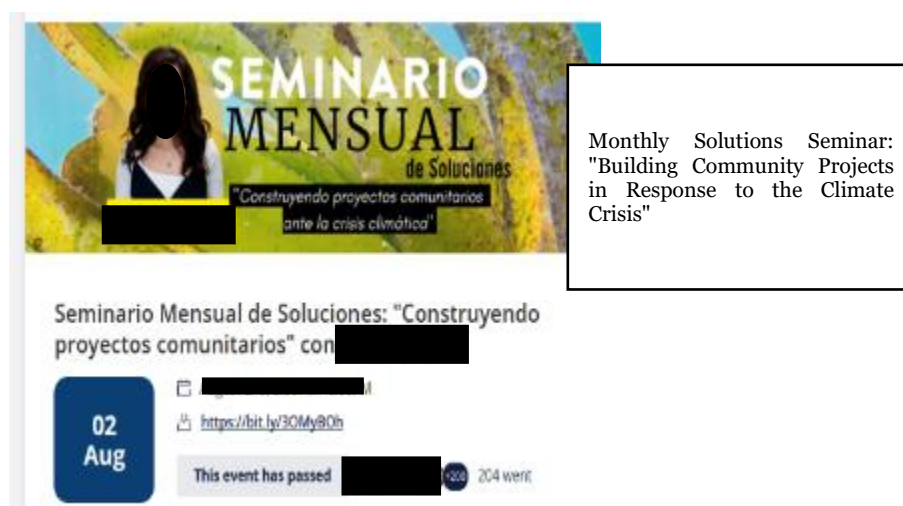 SEMINARIO
MENSUAL
de Soluciones
"Construyendo proyectos comunitarios
ante la crisis climática"
Monthly Solutions Seminar:
"Building Community Projects
in Response to the Climate
Crisis"
Seminario Mensual de Soluciones: "Construyendo
proyectos comunitarios" con
02
Aug
https://bit.ly/3OMyBOh
This event has passed
+200
204 went